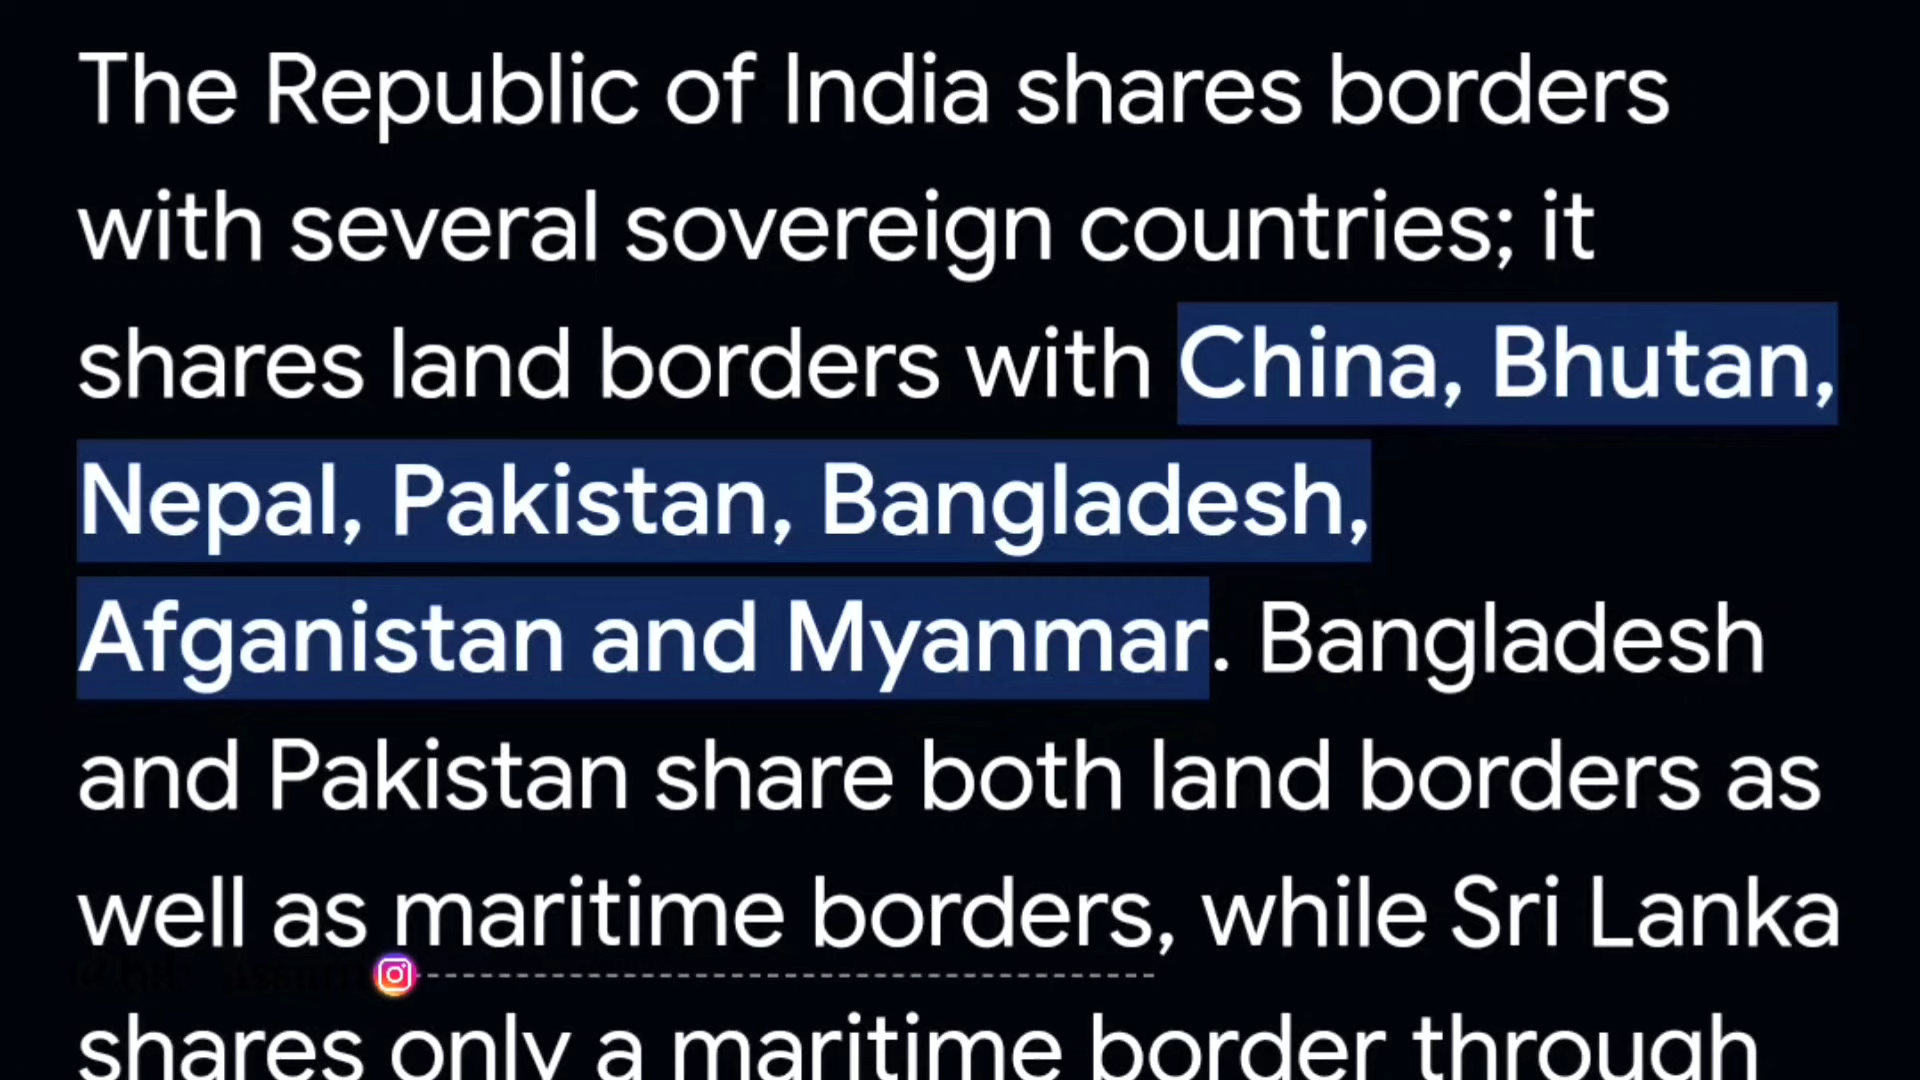 The Republic of India shares borders
with several sovereign countries; it
shares land borders with China, Bhutan,
Nepal, Pakistan, Bangladesh,
Afganistan and Myanmar. Bangladesh
and Pakistan share both land borders as
well as maritime borders, while Sri Lanka
shares only a maritime border through